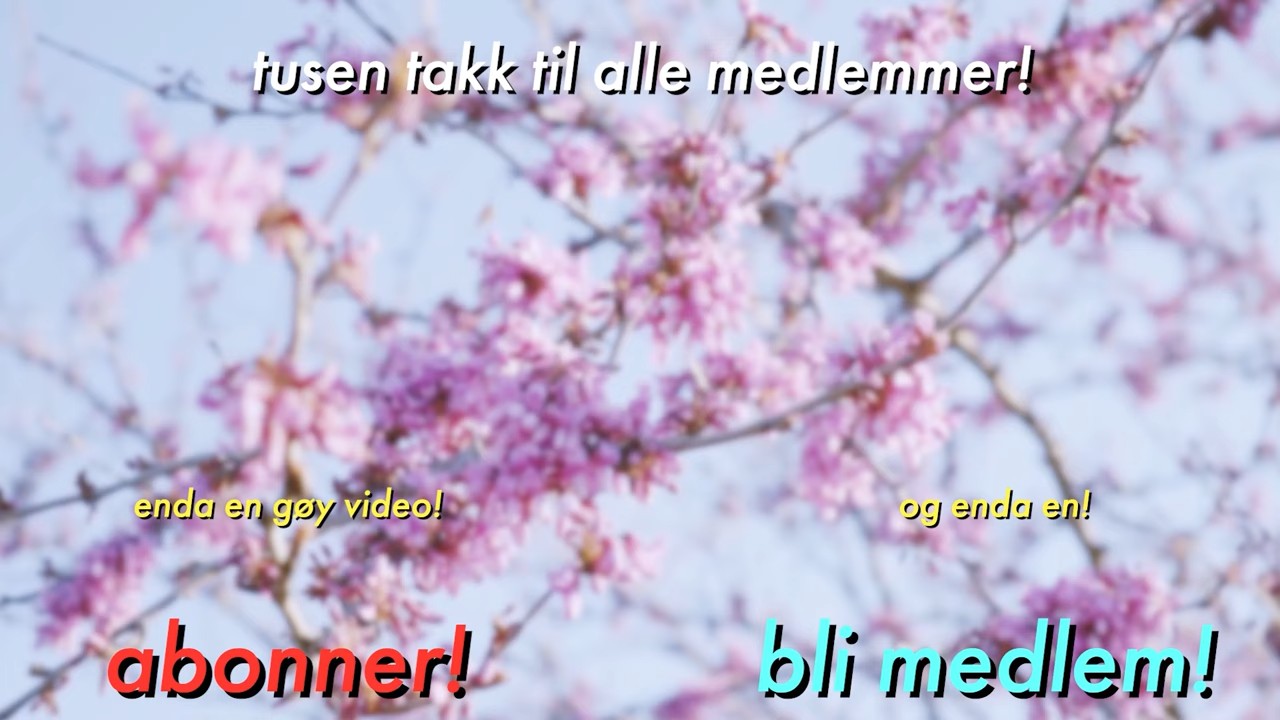 tusen takk til alle medlemmer!
enda en gøy video!
og enda en!
abonner!
bli medlem!